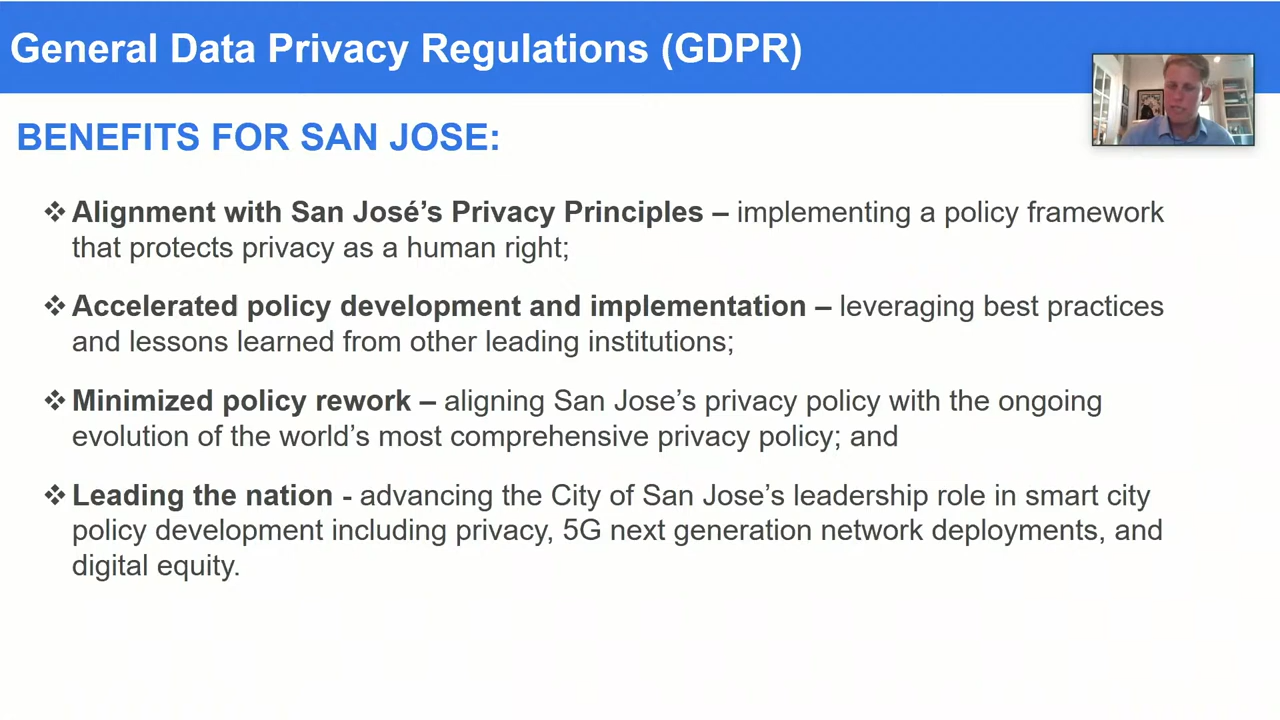 General Data Privacy Regulations (GDPR)
BENEFITS FOR SAN JOSE:
❖ Alignment with San José’s Privacy Principles – implementing a policy framework
that protects privacy as a human right;
❖ Accelerated policy development and implementation – leveraging best practices
and lessons learned from other leading institutions;
❖ Minimized policy rework – aligning San Jose’s privacy policy with the ongoing
evolution of the world’s most comprehensive privacy policy; and
❖ Leading the nation - advancing the City of San Jose’s leadership role in smart city
policy development including privacy, 5G next generation network deployments, and
digital equity.